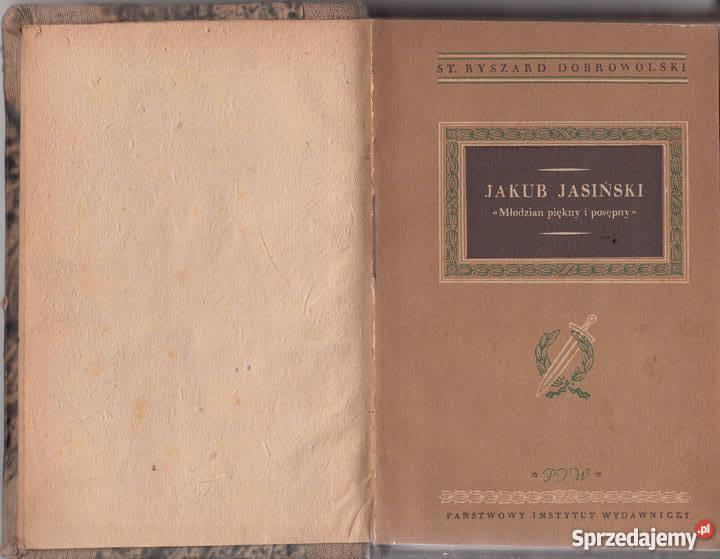 ST. RYSZARD DOBROWOLSKI
JAKUB JASIŃSKI
«Młodzian piękny i posępny»
* PIW *
PAŃSTWOWY INSTYTUT WYDAWNICZY
Sprzedajemy.pl